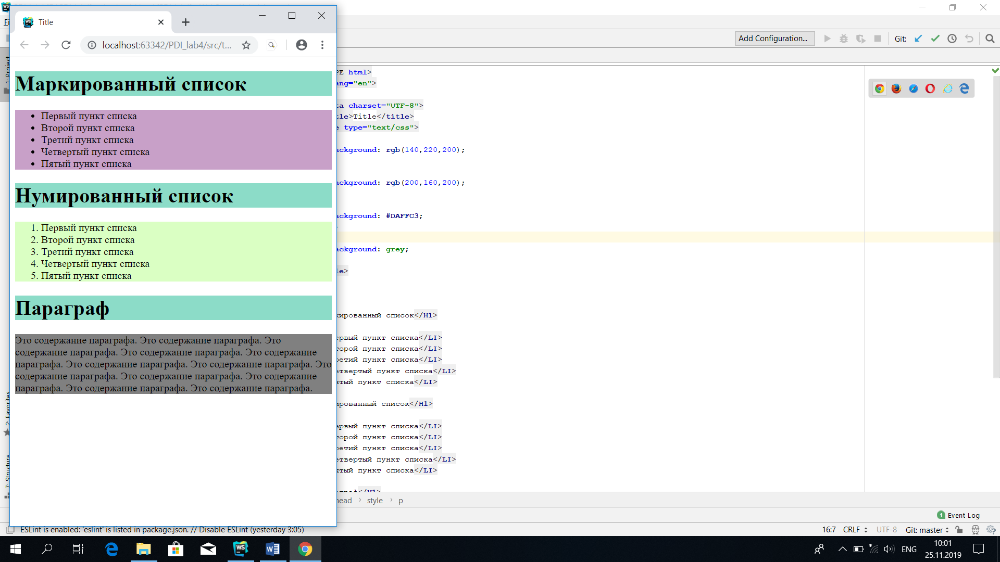 Title
localhost:63342/PDI_lab4/src/t...
Маркированный список
• Первый пункт списка
• Второй пункт списка
• Третий пункт списка
• Четвертый пункт списка
• Пятый пункт списка
Нумированный список
1. Первый пункт списка
2. Второй пункт списка
3. Третий пункт списка
4. Четвертый пункт списка
5. Пятый пункт списка
Параграф
Это содержание параграфа. Это содержание параграфа. Это
содержание параграфа. Это содержание параграфа. Это содержание
параграфа. Это содержание параграфа. Это содержание параграфа. Это
содержание параграфа. Это содержание параграфа. Это содержание
параграфа. Это содержание параграфа. Это содержание параграфа.
Add Configuration...
Git:
1: Project
2: Favorites
7: Structure
PE html>
ang="en">
ta charset="UTF-8">
tle>Title</title>
e type="text/css">
ackground: rgb(140,220,200);
ackground: rgb(200,160,200);
ackground: #DAFFC3;
ackground: grey;
le>
кированный список</H1>
ервый пункт списка</LI>
торой пункт списка</LI>
ретий пункт списка</LI>
етвертый пункт списка</LI>
ятый пункт списка</LI>
ированный список</H1>
ервый пункт списка</LI>
торой пункт списка</LI>
ретий пункт списка</LI>
етвертый пункт списка</LI>
ятый пункт списка</LI>
head › style › p
1 Event Log
ESLint is enabled: 'eslint' is listed in package.json. // Disable ESLint (yesterday 3:05)
16:7 CRLF UTF-8 Git: master
ENG
10:01
25.11.2019